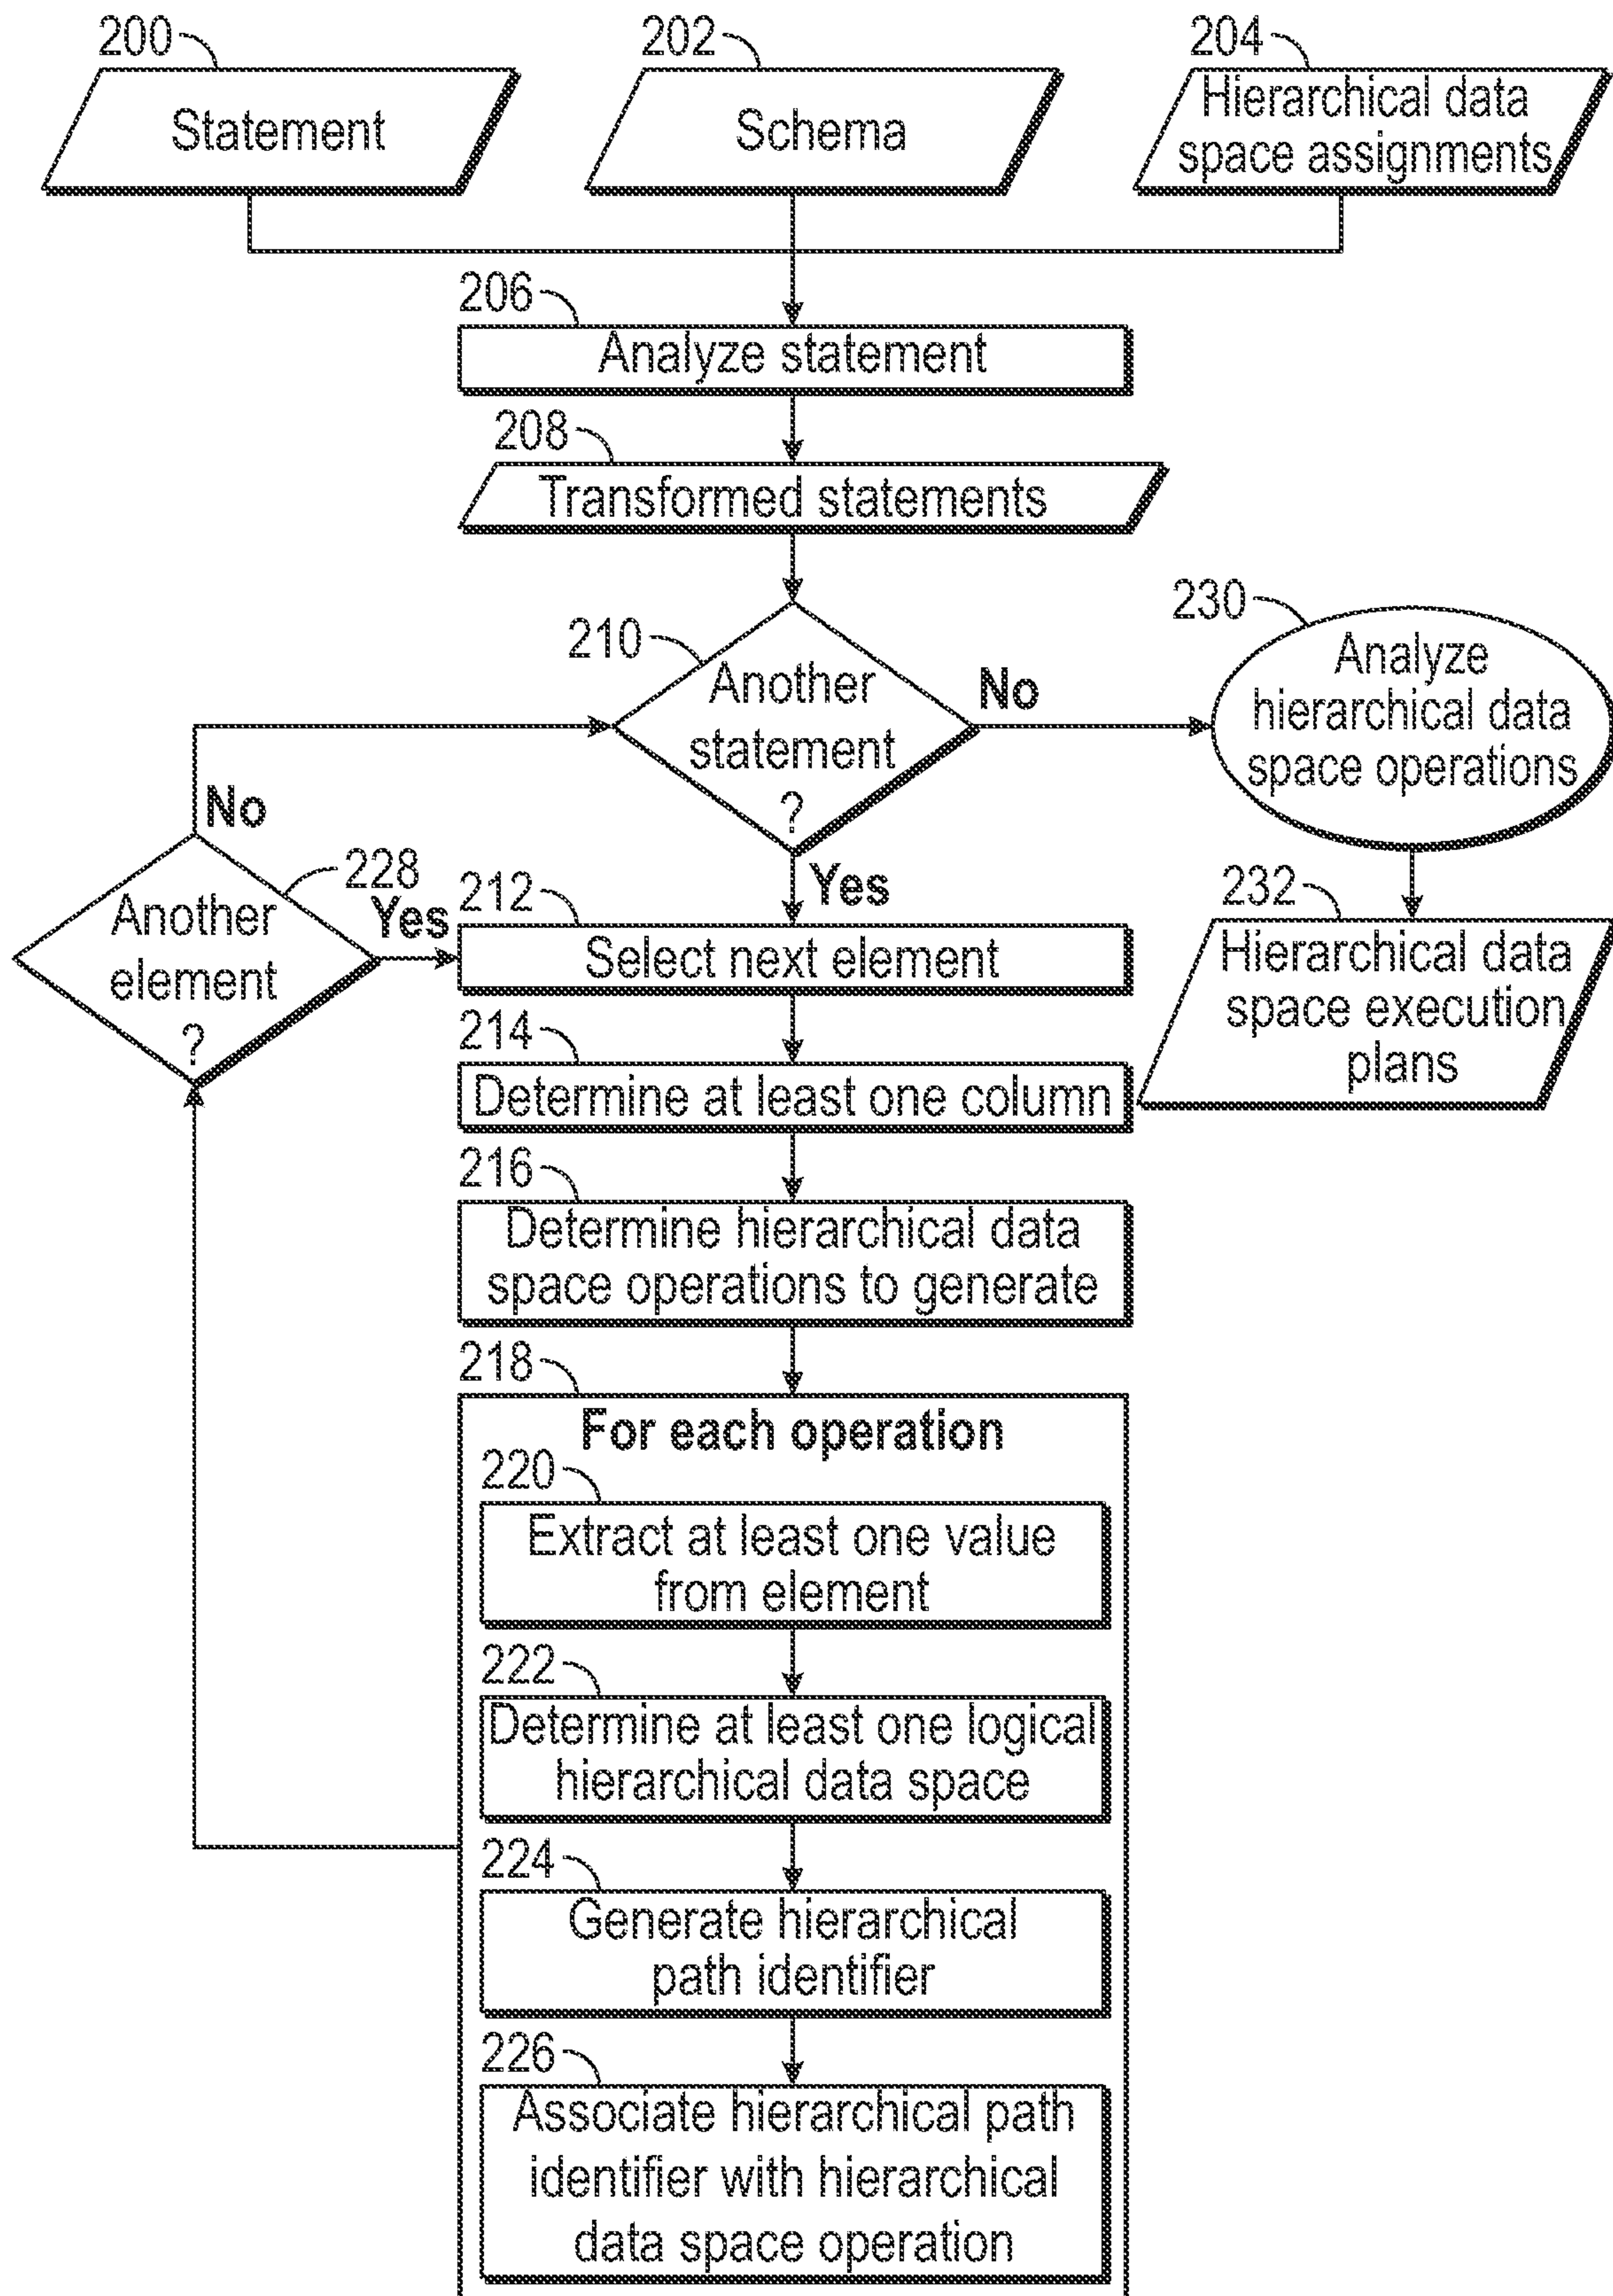 200
Statement
202
Schema
204
Hierarchical data
space assignments
206
Analyze statement
208
Transformed statements
210
Another
statement
?
No
Yes
230
Analyze
hierarchical data
space operations
232
Hierarchical data
space execution
plans
No
228
Another
element
?
Yes
212
Select next element
214
Determine at least one column
216
Determine hierarchical data
space operations to generate
218
For each operation
220
Extract at least one value
from element
222
Determine at least one logical
hierarchical data space
224
Generate hierarchical
path identifier
226
Associate hierarchical path
identifier with hierarchical
data space operation